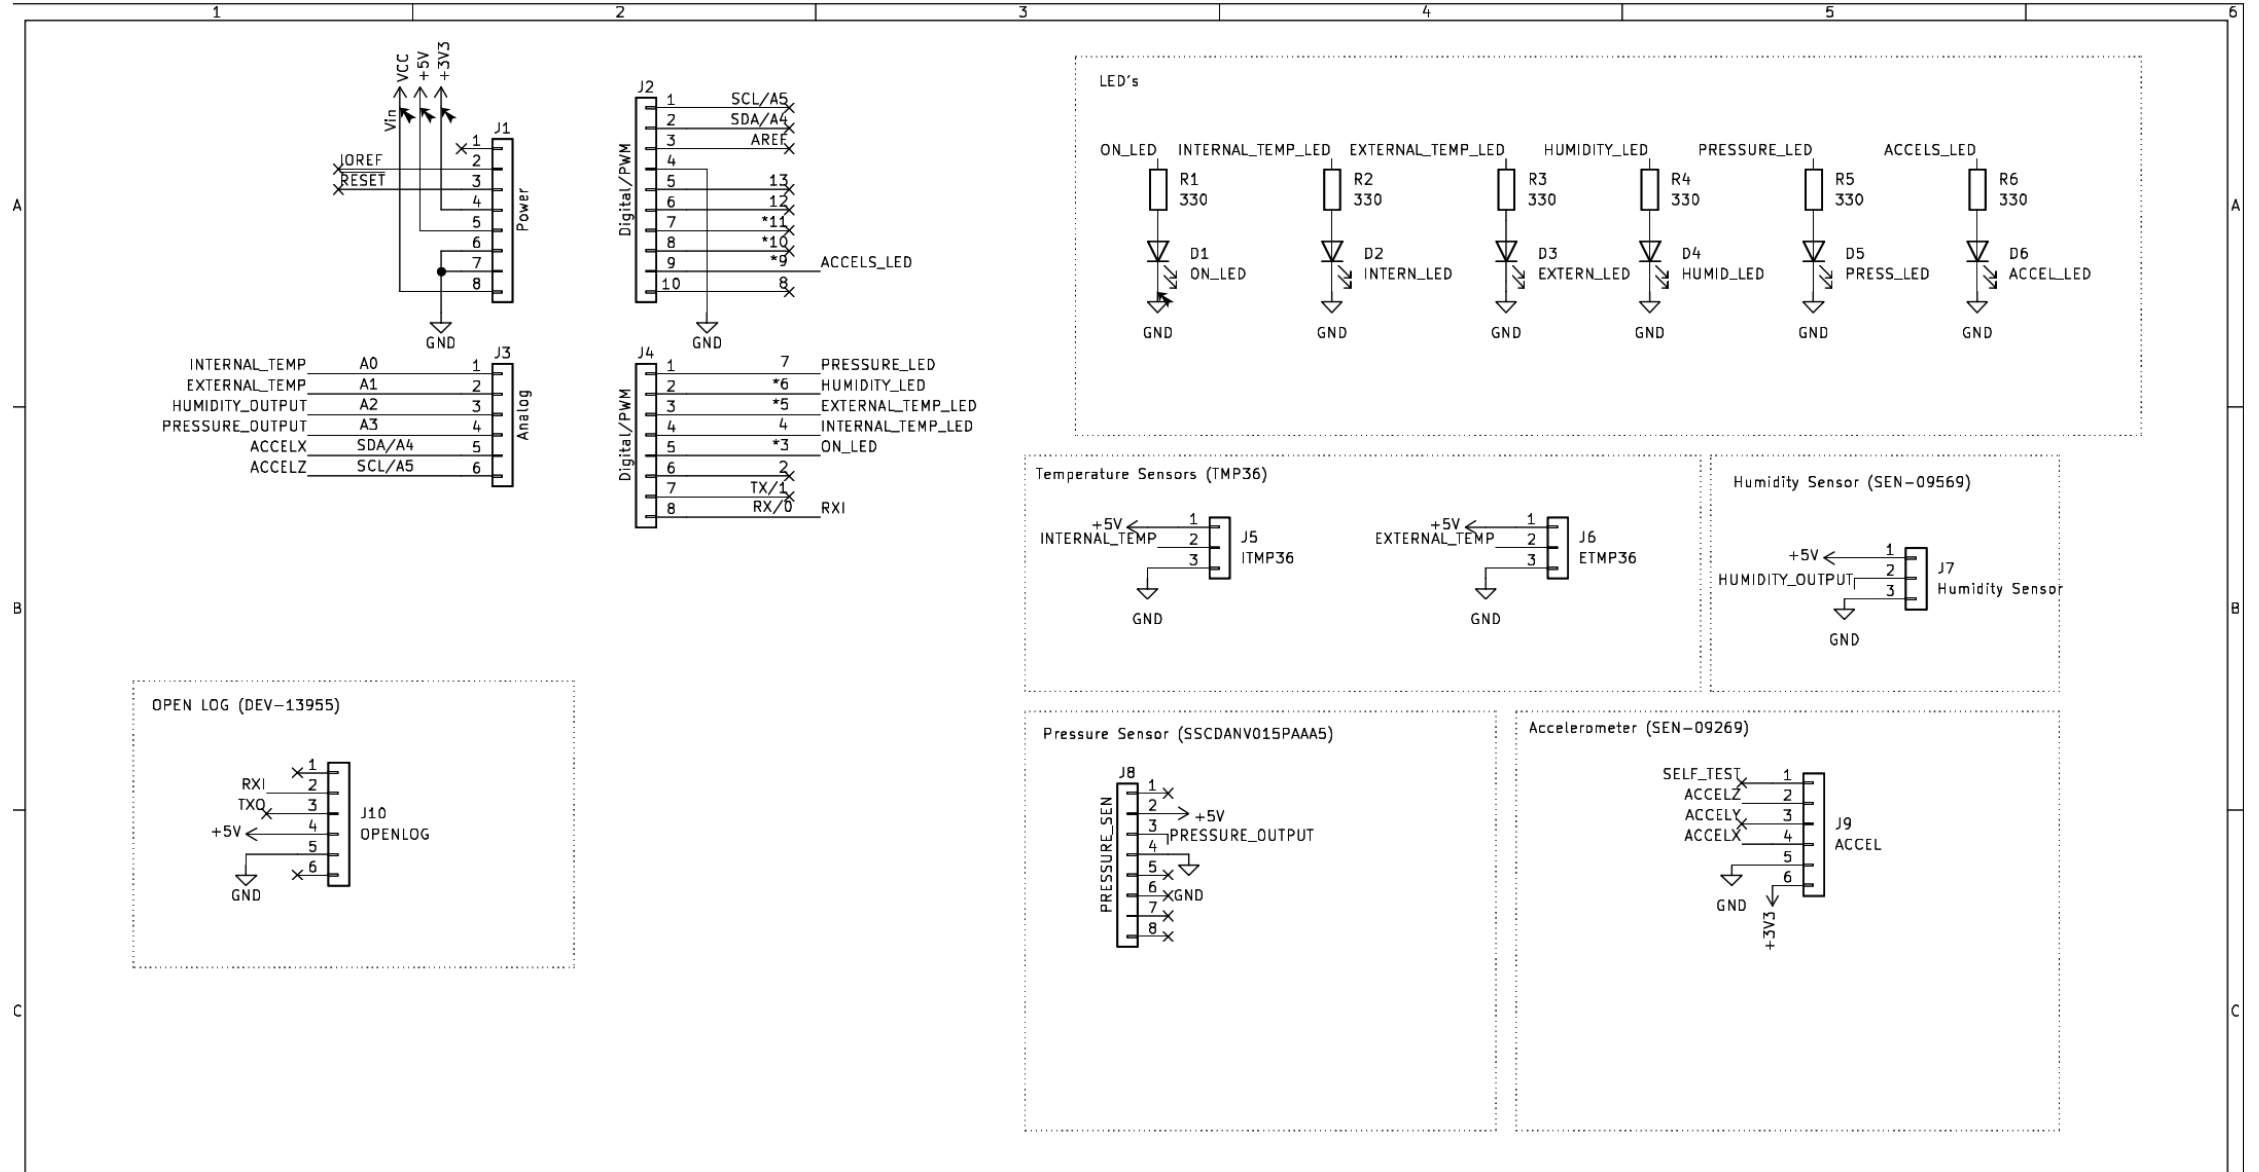 1 2 3 4 5 6
A
B
C
A
B
C
VCC
+5V
+3V3
Vin
J1
IOREF
RESET
1
2
3
4
5
6
7
8
Power
GND
J2
Digital/PWM
1 SCL/A5
2 SDA/A4
3 AREF
4
5 13
6 12
7 *11
8 *10
9 *9 ACCELS_LED
10 8
GND
J3
INTERNAL_TEMP A0 1
EXTERNAL_TEMP A1 2
HUMIDITY_OUTPUT A2 3
PRESSURE_OUTPUT A3 4
ACCELX SDA/A4 5
ACCELZ SCL/A5 6
Analog
J4
Digital/PWM
1 7 PRESSURE_LED
2 *6 HUMIDITY_LED
3 *5 EXTERNAL_TEMP_LED
4 4 INTERNAL_TEMP_LED
5 *3 ON_LED
6 2
7 TX/1
8 RX/0 RXI
LED's
ON_LED INTERNAL_TEMP_LED EXTERNAL_TEMP_LED HUMIDITY_LED PRESSURE_LED ACCELS_LED
R1 R2 R3 R4 R5 R6
330 330 330 330 330 330
D1 D2 D3 D4 D5 D6
ON_LED INTERN_LED EXTERN_LED HUMID_LED PRESS_LED ACCEL_LED
GND GND GND GND GND GND
Temperature Sensors (TMP36)
+5V 1
INTERNAL_TEMP 2
3
J5
ITMP36
GND
+5V 1
EXTERNAL_TEMP 2
3
J6
ETMP36
GND
Humidity Sensor (SEN-09569)
+5V 1
HUMIDITY_OUTPUT 2
3
J7
Humidity Sensor
GND
OPEN LOG (DEV-13955)
1
RXI 2
TXO 3
+5V 4
5
6
J10
OPENLOG
GND
Pressure Sensor (SSCDANV015PAAA5)
J8
PRESSURE_SEN
1
2 +5V
3 PRESSURE_OUTPUT
4
5
6 GND
7
8
Accelerometer (SEN-09269)
SELF_TEST 1
ACCELZ 2
ACCELY 3
ACCELX 4
5
6
J9
ACCEL
GND
+3V3